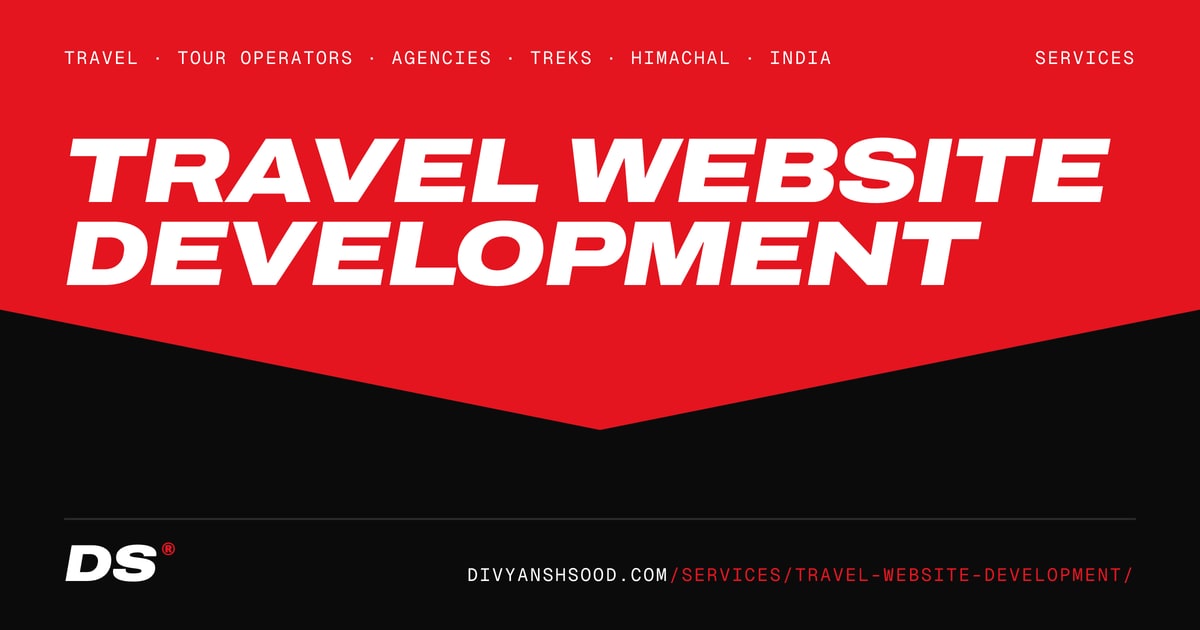 TRAVEL · TOUR OPERATORS · AGENCIES · TREKS · HIMACHAL · INDIA
SERVICES
TRAVEL WEBSITE
DEVELOPMENT
DS®
DIVYANSHSOOD.COM/SERVICES/TRAVEL-WEBSITE-DEVELOPMENT/